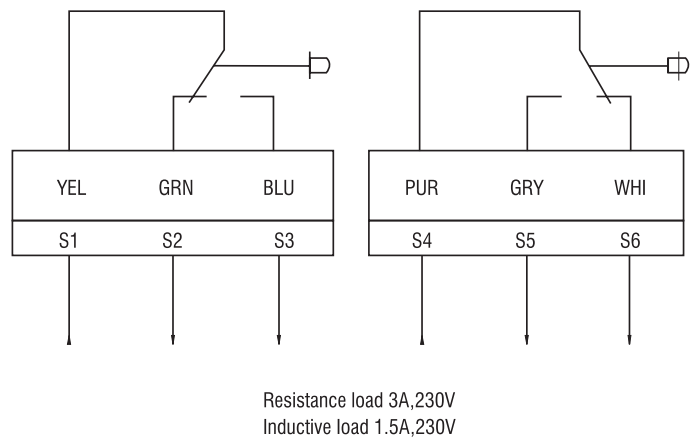 YEL GRN BLU PUR GRY WHI
S1 S2 S3 S4 S5 S6
Resistance load 3A,230V
Inductive load 1.5A,230V